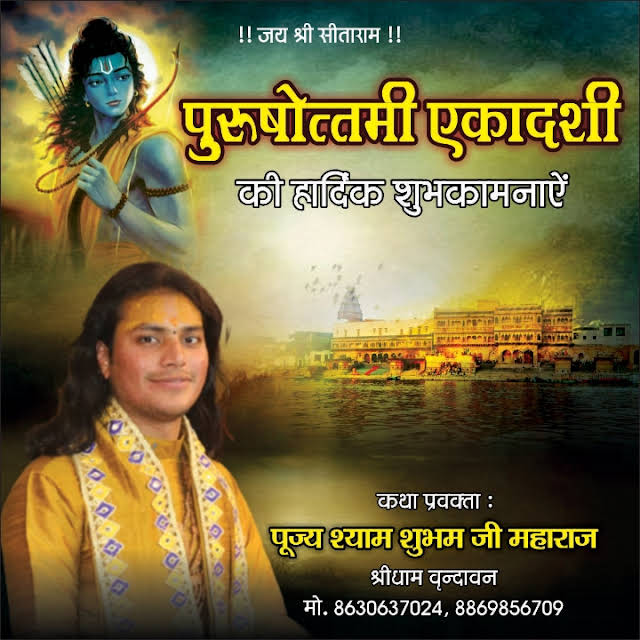 !! जय श्री सीताराम !!
पुरूषोत्तमी एकादशी
की हार्दिक शुभकामनाऐं
कथा प्रवक्ता :
पूज्य श्याम शुभम जी महाराज
श्रीधाम वृन्दावन
मो. 8630637024, 8869856709